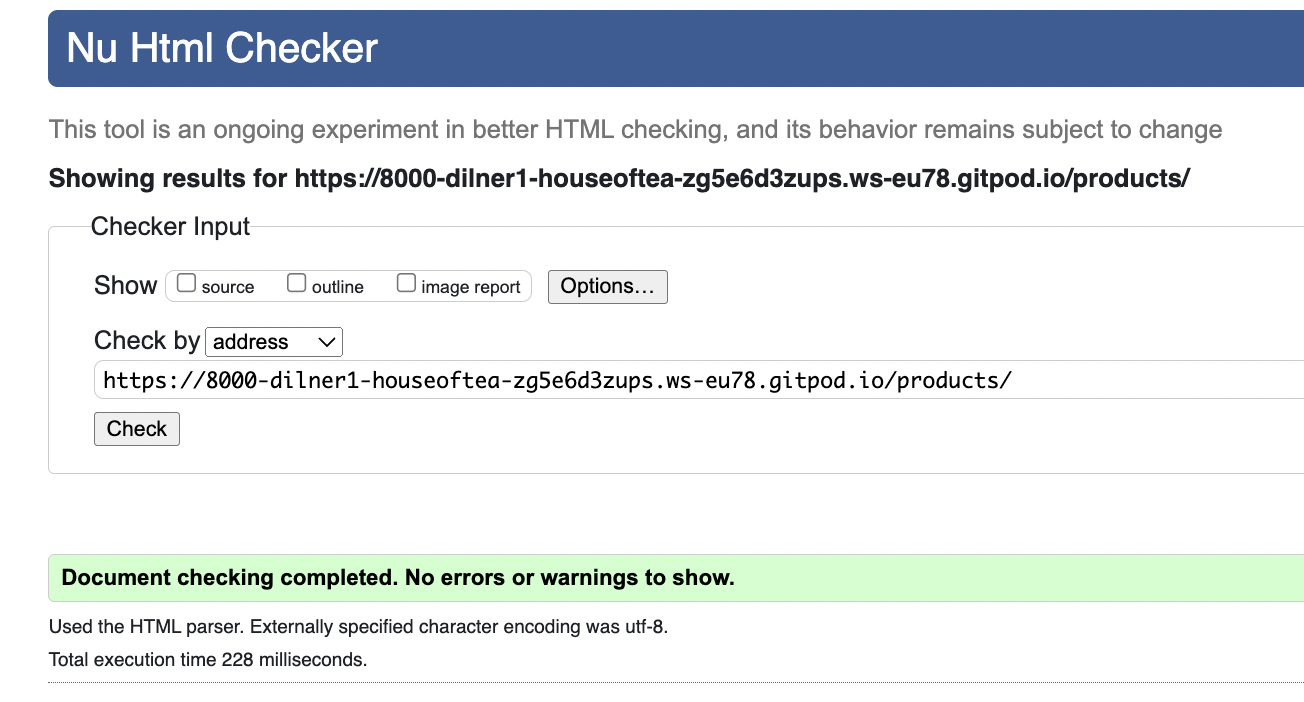 Nu Html Checker
This tool is an ongoing experiment in better HTML checking, and its behavior remains subject to change
Showing results for https://8000-dilner1-houseoftea-zg5e6d3zups.ws-eu78.gitpod.io/products/
Checker Input
Show source outline image report Options...
Check by address
https://8000-dilner1-houseoftea-zg5e6d3zups.ws-eu78.gitpod.io/products/
Check
Document checking completed. No errors or warnings to show.
Used the HTML parser. Externally specified character encoding was utf-8.
Total execution time 228 milliseconds.